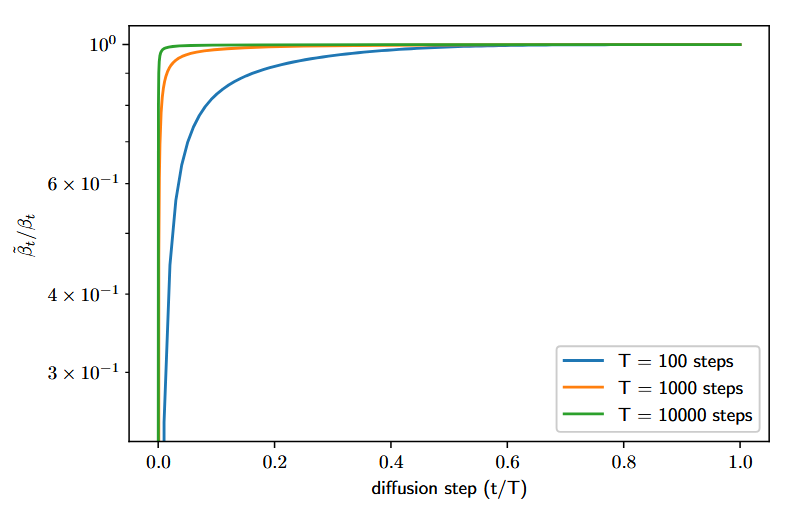 10⁰
6 × 10⁻¹
4 × 10⁻¹
3 × 10⁻¹
β̃ₜ/βₜ
T = 100 steps
T = 1000 steps
T = 10000 steps
0.0 0.2 0.4 0.6 0.8 1.0
diffusion step (t/T)